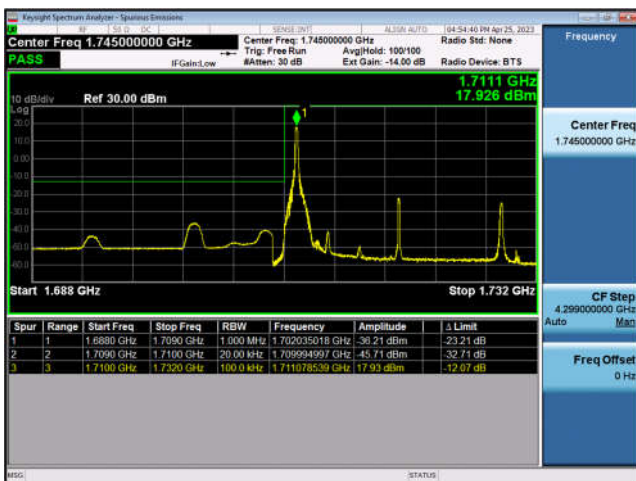 Keysight Spectrum Analyzer - Spurious Emissions
RF 50 Ω DC SENSE:INT ALIGN AUTO 04:54:40 PM Apr 25, 2023
Center Freq 1.745000000 GHz
Center Freq: 1.745000000 GHz Radio Std: None
Trig: Free Run Avg|Hold: 100/100
PASS IFGain:Low #Atten: 30 dB Ext Gain: -14.00 dB Radio Device: BTS
Frequency
1.7111 GHz
17.926 dBm
10 dB/div Ref 30.00 dBm
Log
20.0
10.0
0.00
-10.0
-20.0
-30.0
-40.0
-50.0
-60.0
1
Start 1.688 GHz Stop 1.732 GHz
Center Freq
1.745000000 GHz
CF Step
4.299000000 GHz
Auto Man
Freq Offset
0 Hz
Spur Range Start Freq Stop Freq RBW Frequency Amplitude Δ Limit
1 1 1.6880 GHz 1.7090 GHz 1.000 MHz 1.702035018 GHz -36.21 dBm -23.21 dB
2 2 1.7090 GHz 1.7100 GHz 20.00 kHz 1.709994997 GHz -45.71 dBm -32.71 dB
3 3 1.7100 GHz 1.7320 GHz 100.0 kHz 1.711078539 GHz 17.93 dBm -12.07 dB
MSG STATUS